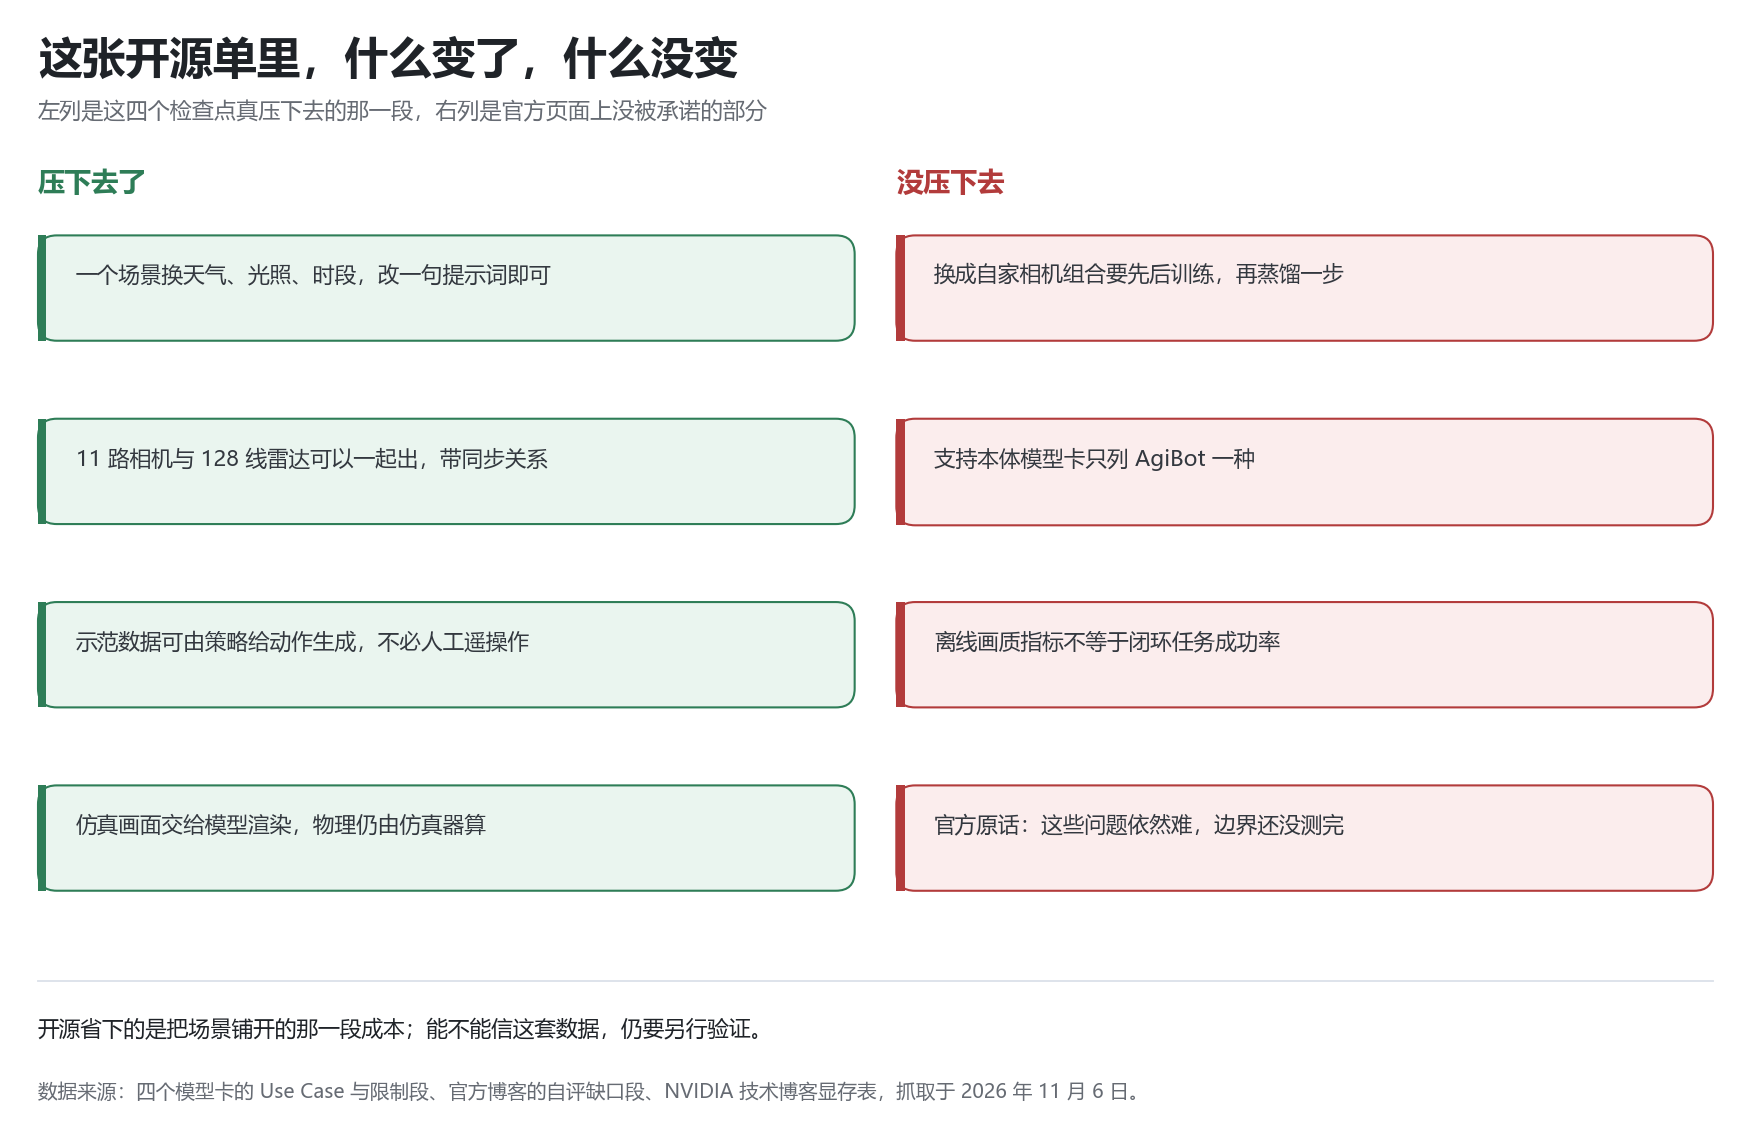 这张开源单里，什么变了，什么没变
左列是这四个检查点真压下去的那一段，右列是官方页面上没被承诺的部分
压下去了
一个场景换天气、光照、时段，改一句提示词即可
11 路相机与 128 线雷达可以一起出，带同步关系
示范数据可由策略给动作生成，不必人工遥操作
仿真画面交给模型渲染，物理仍由仿真器算
没压下去
换成自家相机组合要先后训练，再蒸馏一步
支持本体模型卡只列 AgiBot 一种
离线画质指标不等于闭环任务成功率
官方原话：这些问题依然难，边界还没测完
开源省下的是把场景铺开的那一段成本；能不能信这套数据，仍要另行验证。
数据来源：四个模型卡的 Use Case 与限制段、官方博客的自评缺口段、NVIDIA 技术博客显存表，抓取于 2026 年 11 月 6 日。